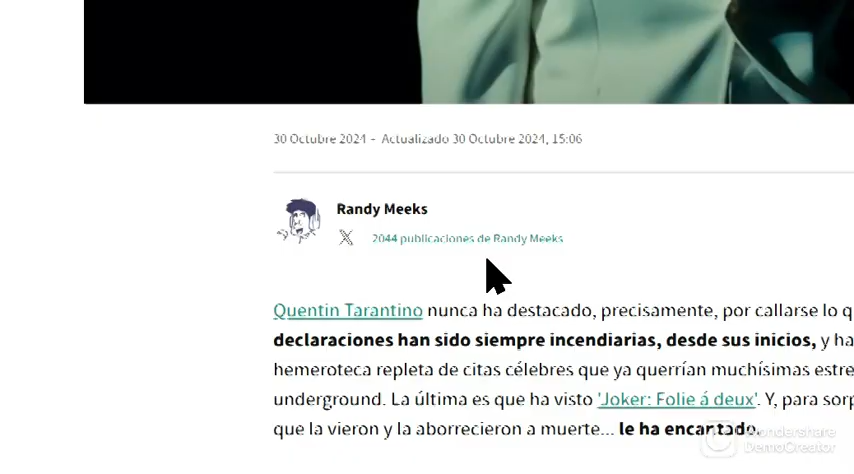 30 Octubre 2024 - Actualizado 30 Octubre 2024, 15:06
Randy Meeks
2044 publicaciones de Randy Meeks
Quentin Tarantino nunca ha destacado, precisamente, por callarse lo q
declaraciones han sido siempre incendiarias, desde sus inicios, y ha
hemeroteca repleta de citas célebres que ya querrían muchísimas estre
underground. La última es que ha visto 'Joker: Folie á deux'. Y, para sorp
que la vieron y la aborrecieron a muerte... le ha encantado.
Wondershare
DemoCreator